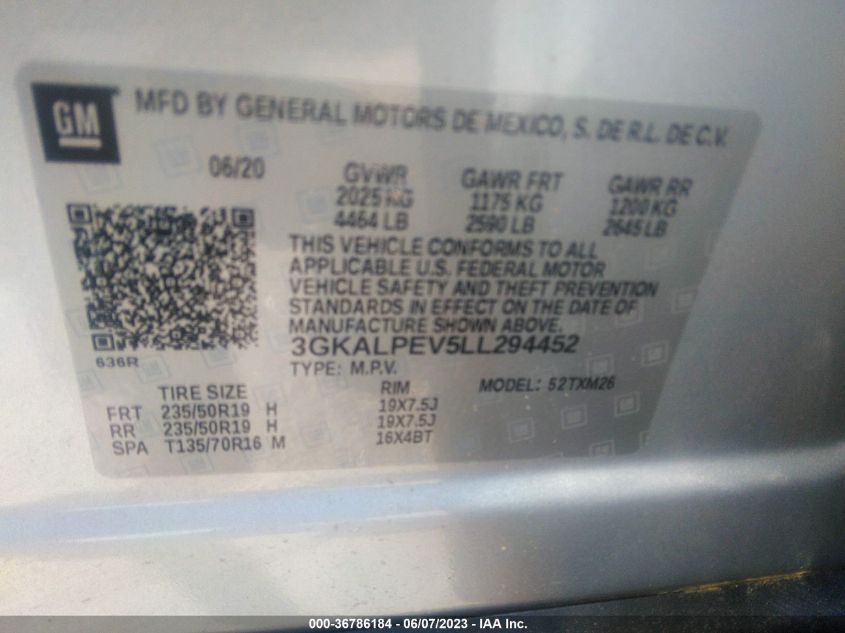 GM
MFD BY GENERAL MOTORS DE MEXICO, S. DE R.L. DE C.V.
06/20 GVWR GAWR FRT GAWR RR
2025 KG 1175 KG 1200 KG
4464 LB 2590 LB 2645 LB
THIS VEHICLE CONFORMS TO ALL
APPLICABLE U.S. FEDERAL MOTOR
VEHICLE SAFETY AND THEFT PREVENTION
STANDARDS IN EFFECT ON THE DATE OF
MANUFACTURE SHOWN ABOVE.
636R
3GKALPEV5LL294452
TYPE: M.P.V. MODEL: 52TXM26
TIRE SIZE RIM
FRT 235/50R19 H 19X7.5J
RR 235/50R19 H 19X7.5J
SPA T135/70R16 M 16X4BT
000-36786184 - 06/07/2023 - IAA Inc.